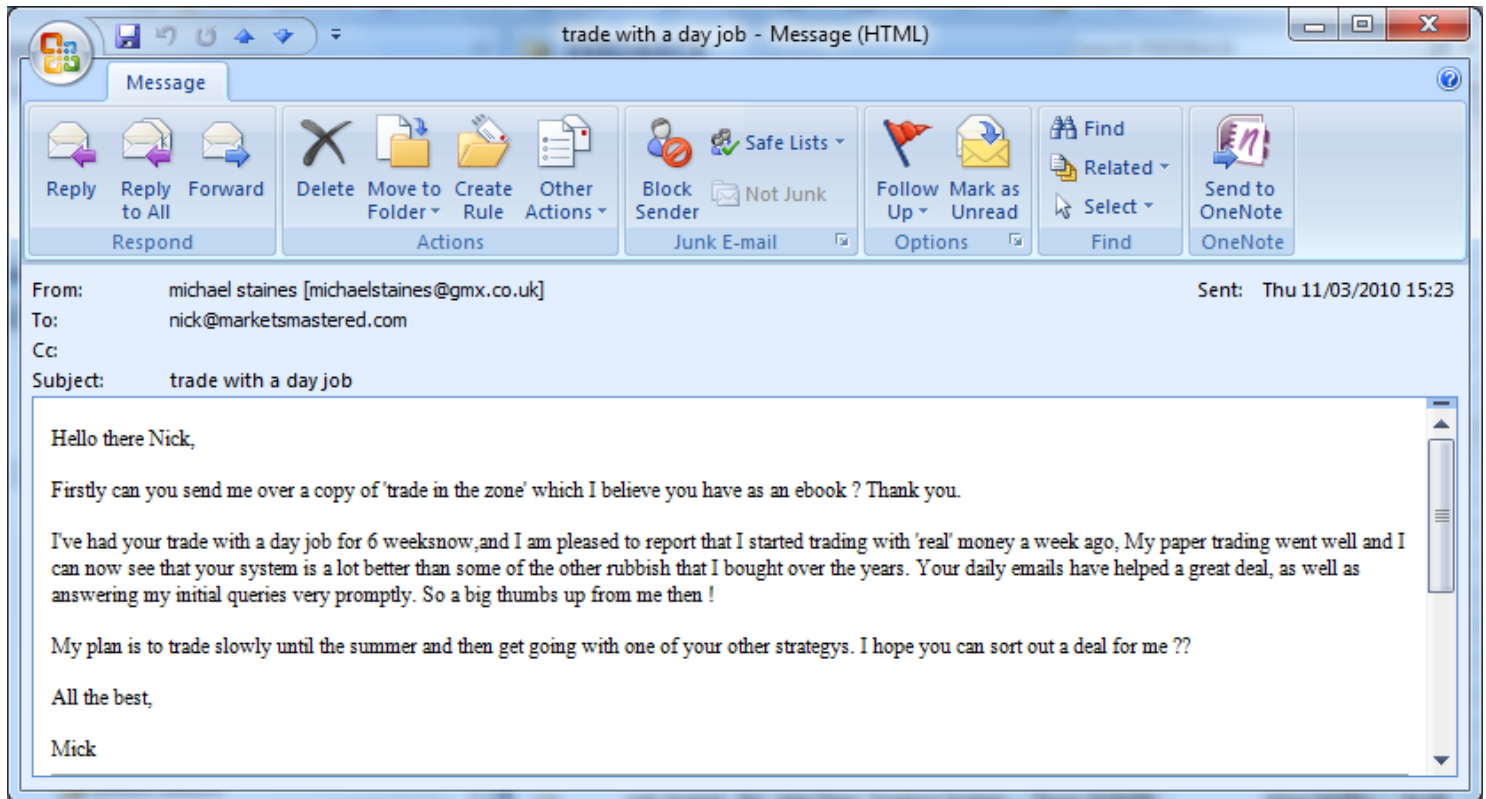 trade with a day job - Message (HTML)
Message
Reply
Reply to All
Forward
Delete
Move to Folder
Create Rule
Other Actions
Block Sender
Safe Lists
Not Junk
Follow Up
Mark as Unread
Find
Related
Select
Send to OneNote
Respond
Actions
Junk E-mail
Options
Find
OneNote
From: michael staines [michaelstaines@gmx.co.uk]
Sent: Thu 11/03/2010 15:23
To: nick@marketsmastered.com
Cc:
Subject: trade with a day job
Hello there Nick,
Firstly can you send me over a copy of 'trade in the zone' which I believe you have as an ebook ? Thank you.
I've had your trade with a day job for 6 weeksnow,and I am pleased to report that I started trading with 'real' money a week ago, My paper trading went well and I
can now see that your system is a lot better than some of the other rubbish that I bought over the years. Your daily emails have helped a great deal, as well as
answering my initial queries very promptly. So a big thumbs up from me then !
My plan is to trade slowly until the summer and then get going with one of your other strategys. I hope you can sort out a deal for me ??
All the best,
Mick